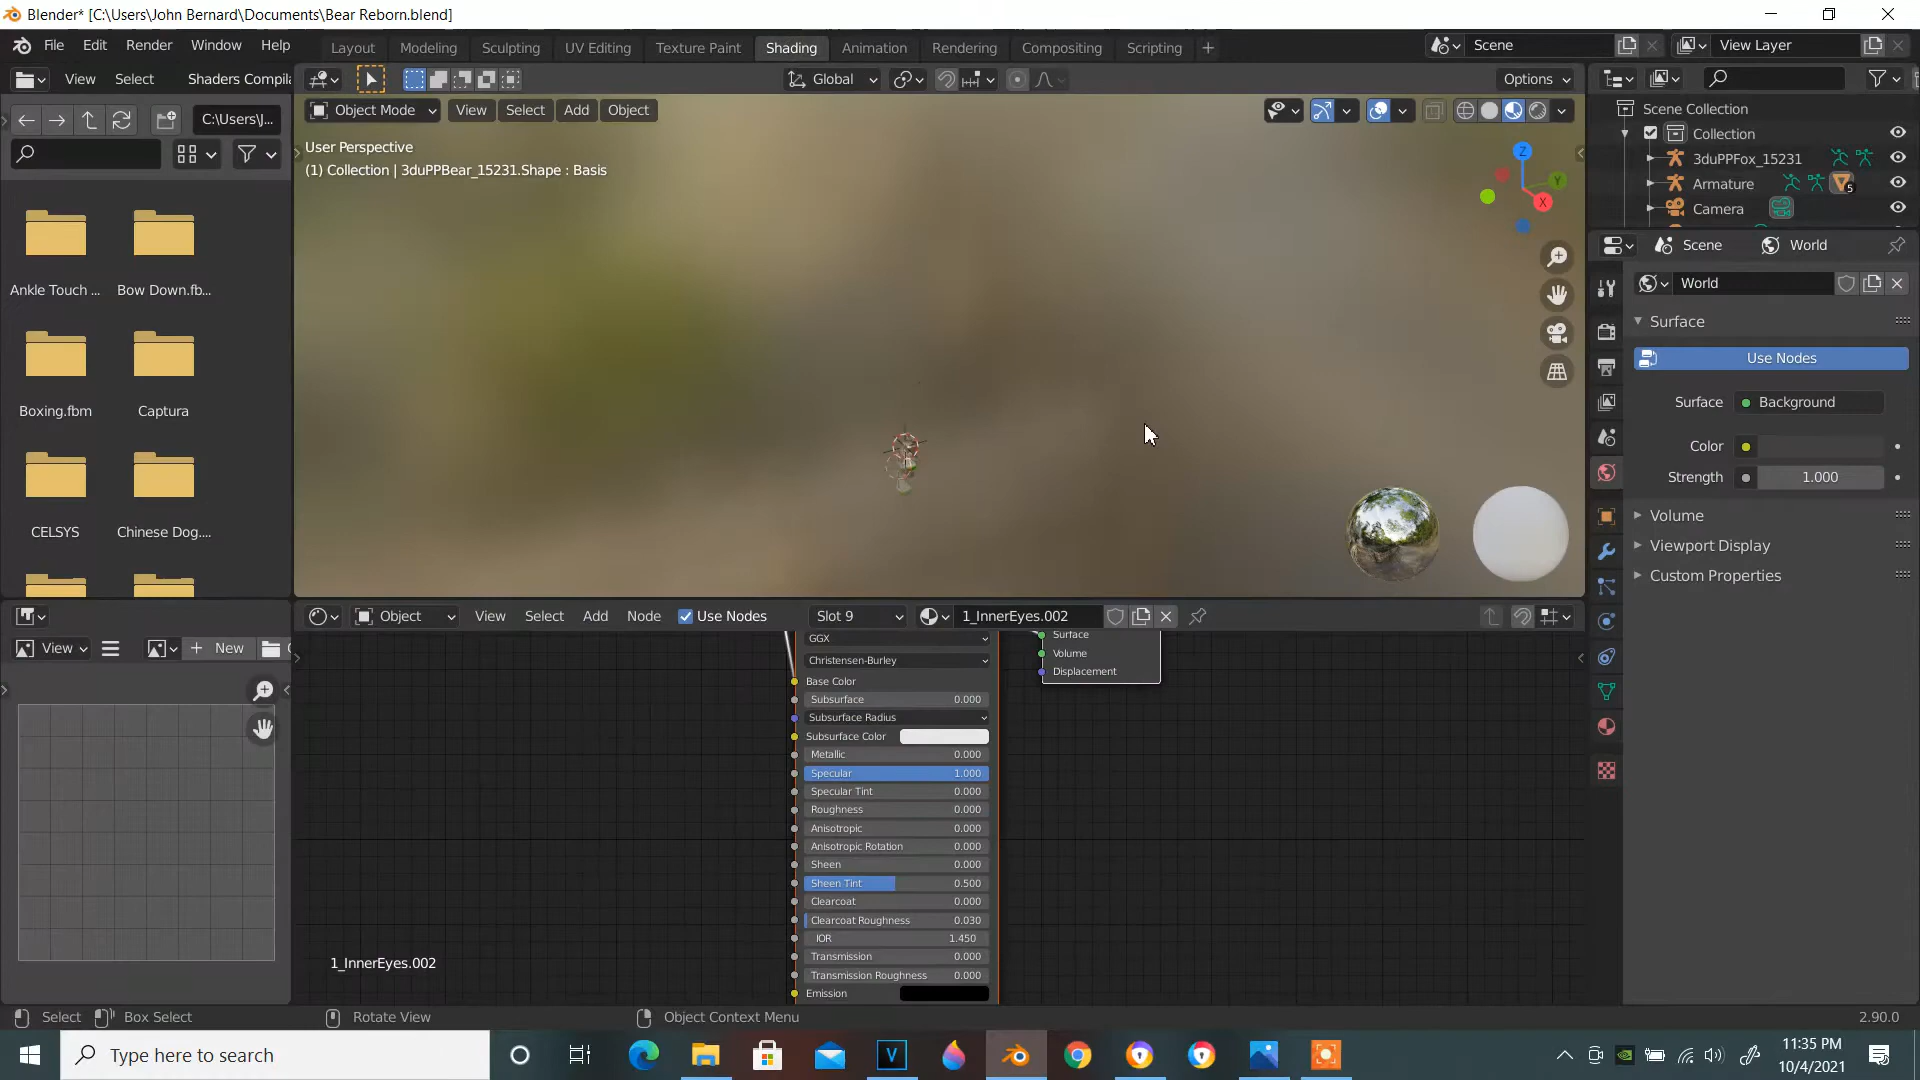 Blender* [C:\Users\John Bernard\Documents\Bear Reborn.blend]
File Edit Render Window Help
Layout Modeling Sculpting UV Editing Texture Paint Shading Animation Rendering Compositing Scripting +
Scene
View Layer
View Select Shaders Compila
Global
Options
C:\Users\J...
Object Mode View Select Add Object
User Perspective
(1) Collection | 3duPPBear_15231.Shape : Basis
Z
Y
X
Ankle Touch ... Bow Down.fb...
Boxing.fbm Captura
CELSYS Chinese Dog....
Scene Collection
Collection
3duPPFox_15231
Armature 5
Camera
Scene World
World
Surface
Use Nodes
Surface Background
Color
Strength 1.000
Volume
Viewport Display
Custom Properties
View New
Object View Select Add Node Use Nodes Slot 9 1_InnerEyes.002
GGX
Christensen-Burley
Base Color
Subsurface 0.000
Subsurface Radius
Subsurface Color
Metallic 0.000
Specular 1.000
Specular Tint 0.000
Roughness 0.000
Anisotropic 0.000
Anisotropic Rotation 0.000
Sheen 0.000
Sheen Tint 0.500
Clearcoat 0.000
Clearcoat Roughness 0.030
IOR 1.450
Transmission 0.000
Transmission Roughness 0.000
Emission
Surface
Volume
Displacement
1_InnerEyes.002
Select Box Select Rotate View Object Context Menu 2.90.0
Type here to search
V
11:35 PM
10/4/2021